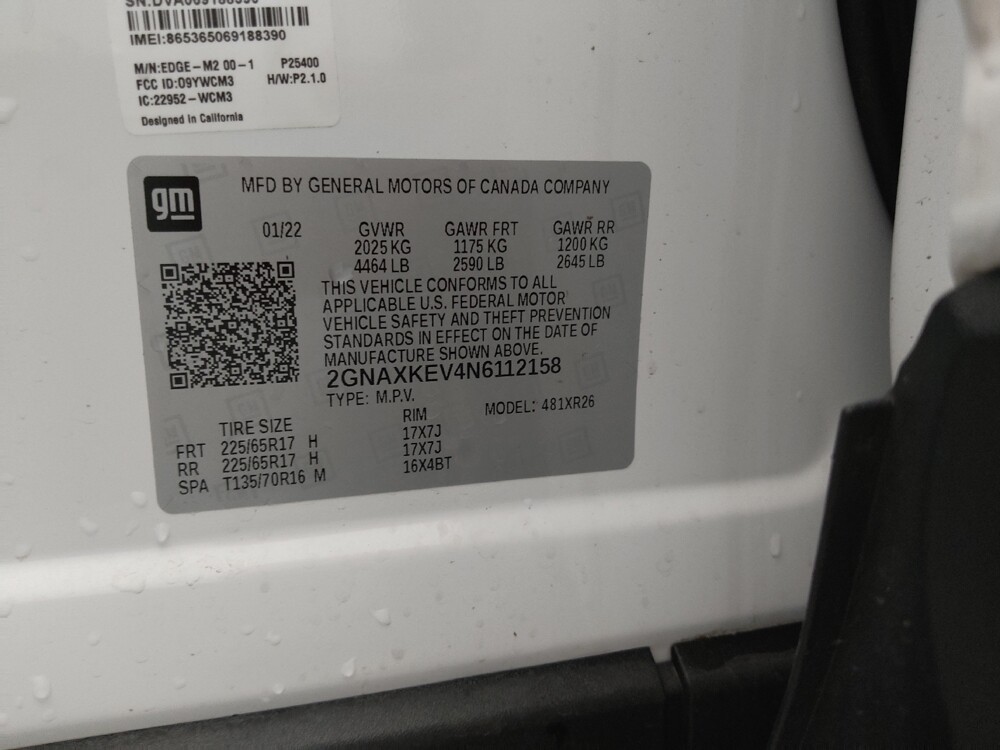 IMEI:865365069188390
M/N:EDGE-M2 00-1 P25400
FCC ID:O9YWCM3 H/W:P2.1.0
IC:22952-WCM3
Designed in California
gm
MFD BY GENERAL MOTORS OF CANADA COMPANY
01/22 GVWR GAWR FRT GAWR RR
2025 KG 1175 KG 1200 KG
4464 LB 2590 LB 2645 LB
THIS VEHICLE CONFORMS TO ALL
APPLICABLE U.S. FEDERAL MOTOR
VEHICLE SAFETY AND THEFT PREVENTION
STANDARDS IN EFFECT ON THE DATE OF
MANUFACTURE SHOWN ABOVE.
2GNAXKEV4N6112158
TYPE: M.P.V. MODEL: 481XR26
TIRE SIZE RIM
FRT 225/65R17 H 17X7J
RR 225/65R17 H 17X7J
SPA T135/70R16 M 16X4BT